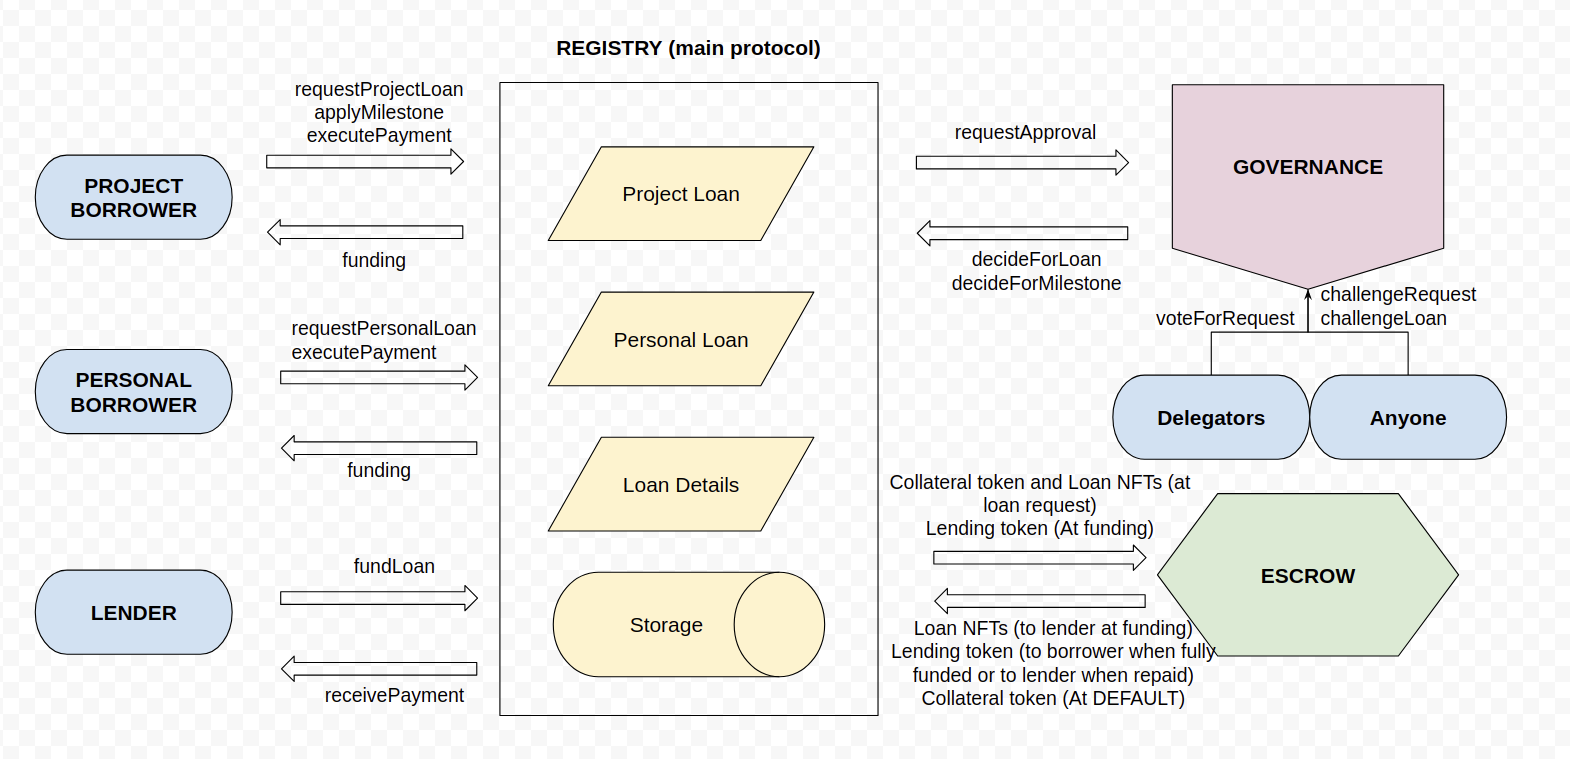 REGISTRY (main protocol)
requestProjectLoan
applyMilestone
executePayment
PROJECT
BORROWER
funding
requestPersonalLoan
executePayment
PERSONAL
BORROWER
funding
fundLoan
LENDER
receivePayment
Project Loan
Personal Loan
Loan Details
Storage
requestApproval
GOVERNANCE
decideForLoan
decideForMilestone
voteForRequest
challengeRequest
challengeLoan
Delegators
Anyone
Collateral token and Loan NFTs (at
loan request)
Lending token (At funding)
ESCROW
Loan NFTs (to lender at funding)
Lending token (to borrower when fully
funded or to lender when repaid)
Collateral token (At DEFAULT)